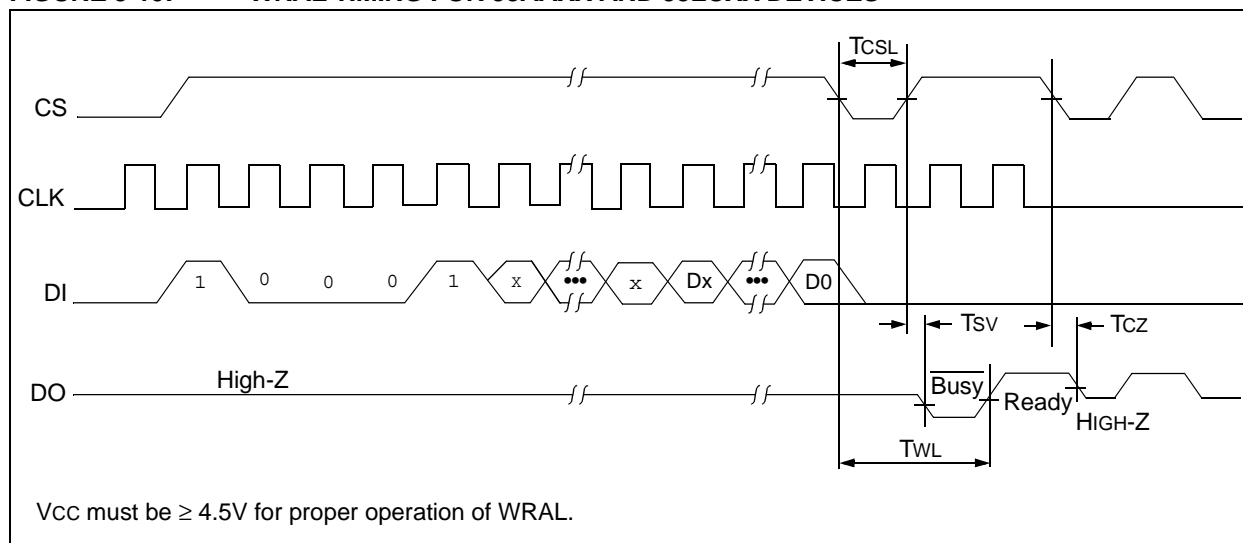 TCSL
CS
CLK
DI
1 0 0 0 1 x ••• x Dx ••• D0
TSV
TCZ
DO
High-Z
Busy
Ready
HIGH-Z
TWL
VCC must be ≥ 4.5V for proper operation of WRAL.